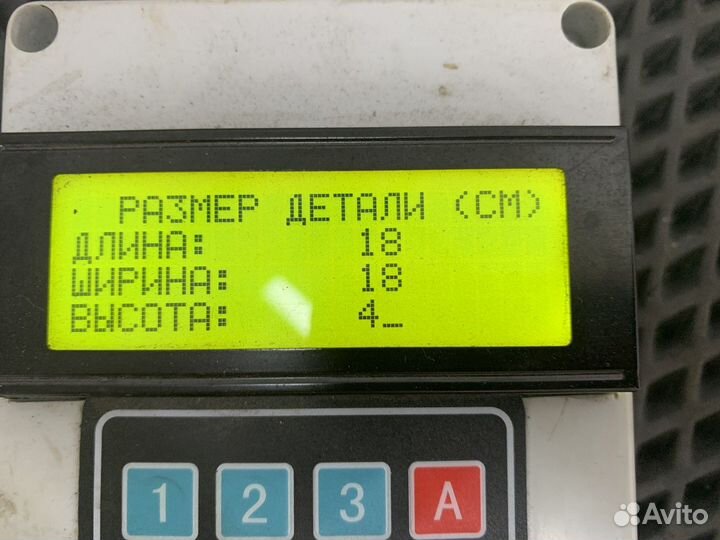 РАЗМЕР ДЕТАЛИ (СМ)
ДЛИНА: 18
ШИРИНА: 18
ВЫСОТА: 4_
1 2 3 A
Avito